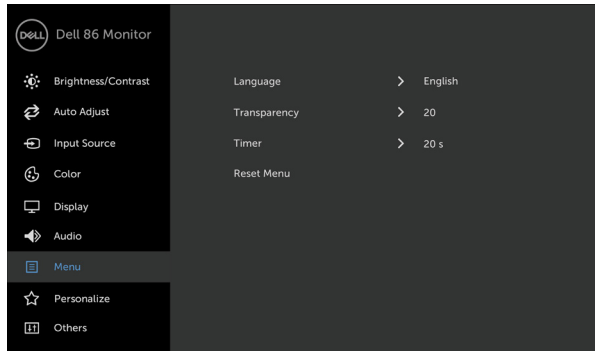 DELL Dell 86 Monitor
Brightness/Contrast
Auto Adjust
Input Source
Color
Display
Audio
Menu
Personalize
Others
Language > English
Transparency > 20
Timer > 20 s
Reset Menu